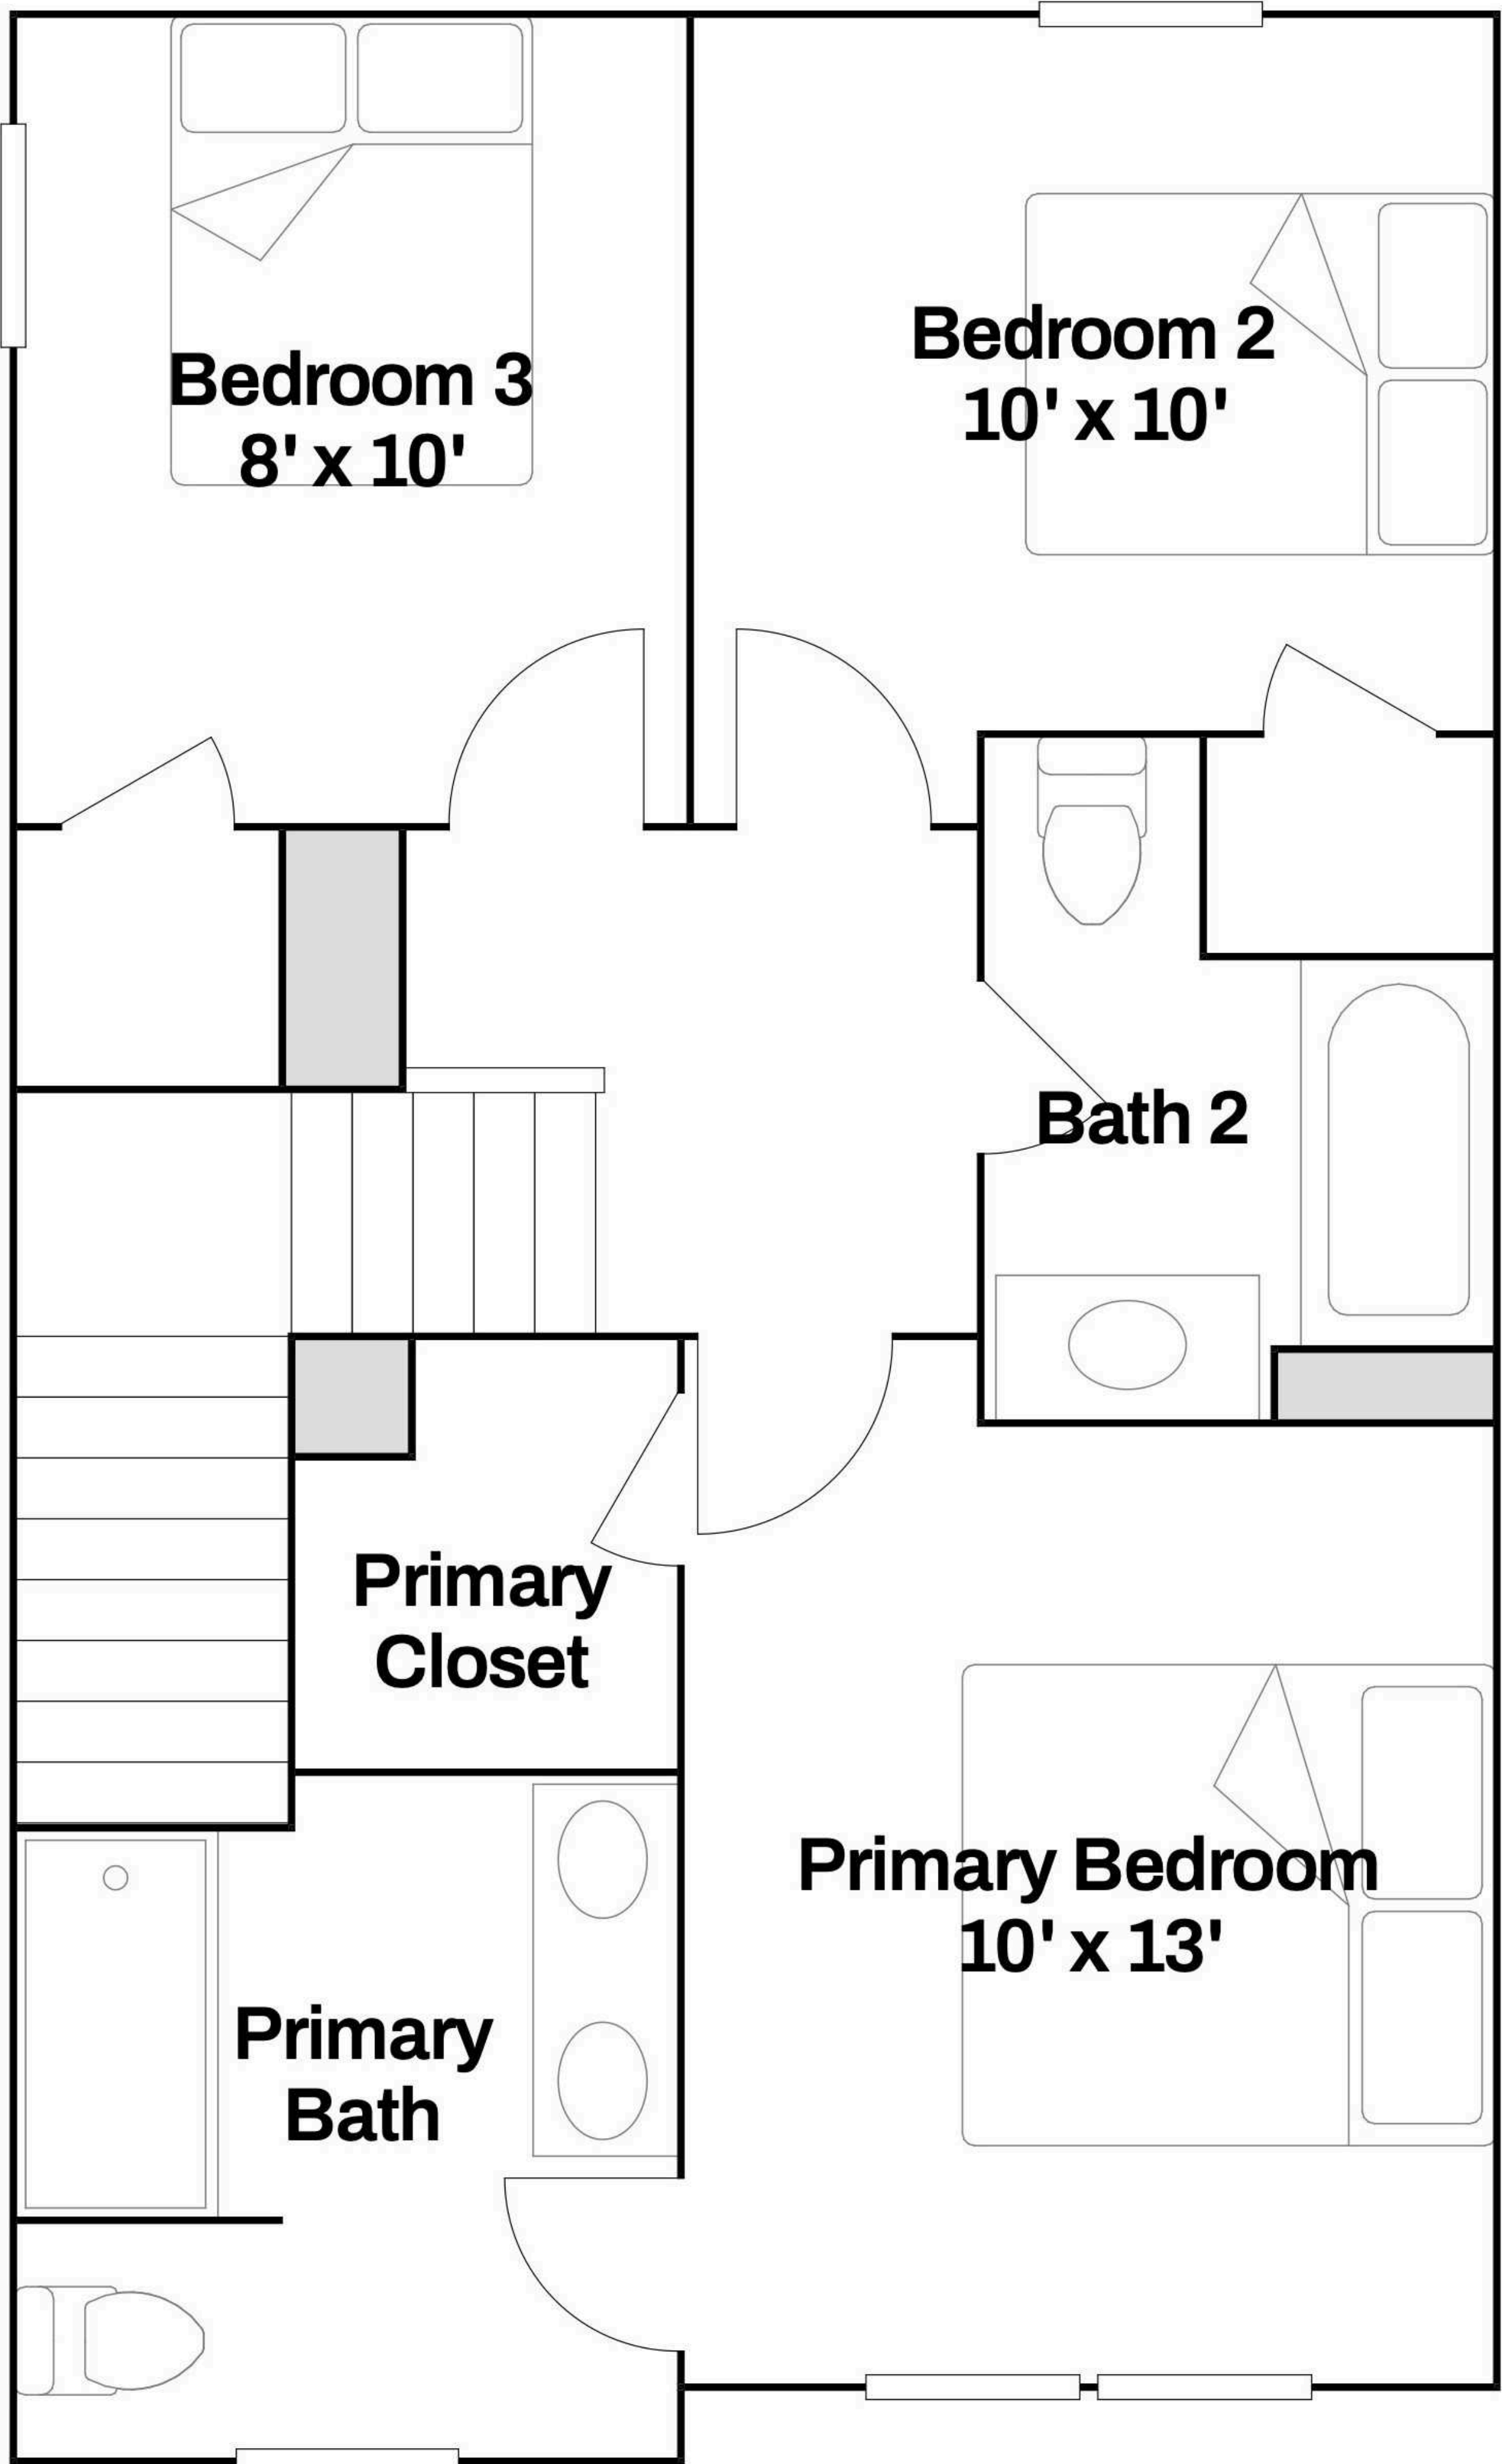 Bedroom 3
8' x 10'
Bedroom 2
10' x 10'
Bath 2
Primary
Closet
Primary Bedroom
10' x 13'
Primary
Bath